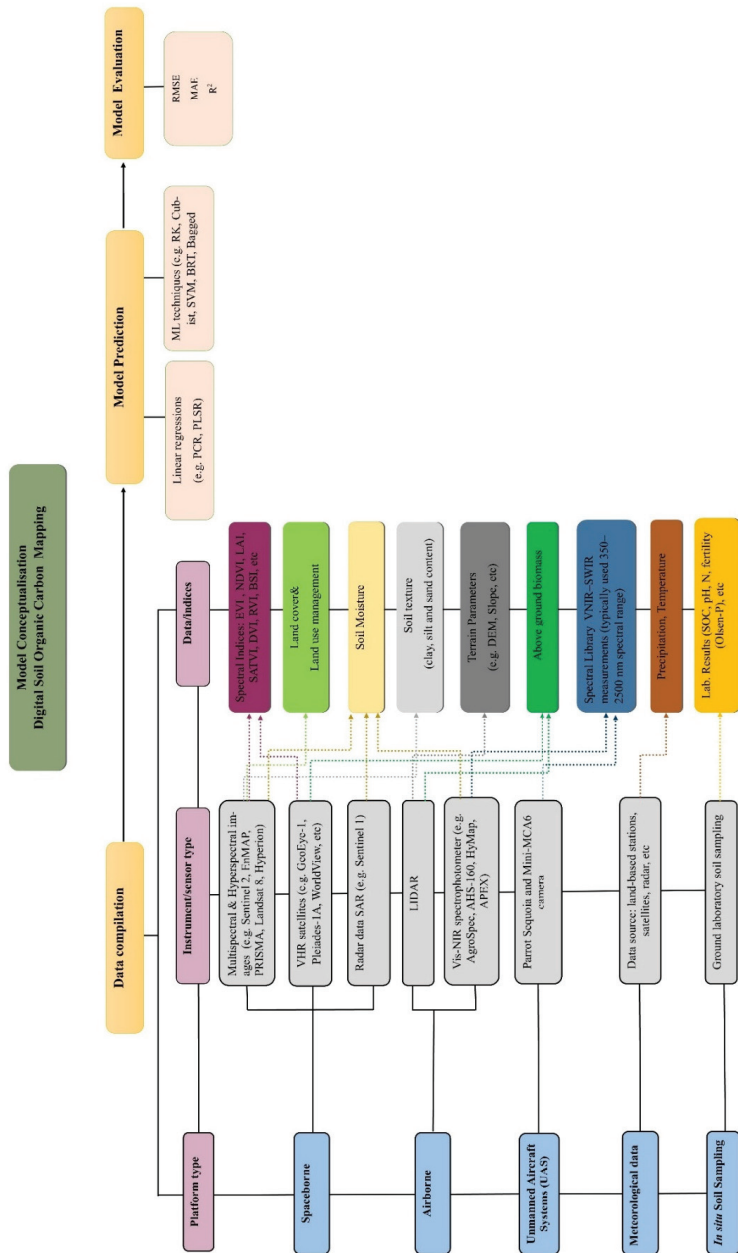 Model Conceptualisation
Digital Soil Organic Carbon Mapping
Data compilation
Model Prediction
Model Evaluation
Platform type
Instrument/sensor type
Data/indices
Linear regressions
(e.g. PCR, PLSR)
ML techniques (e.g. RK, Cub-
ist, SVM, BRT, Bagged
RMSE
MAE
R²
Spaceborne
Airborne
Unmanned Aircraft
Systems (UAS)
Meteorological data
In situ Soil Sampling
Multispectral & Hyperspectral im-
ages (e.g. Sentinel 2, EnMAP,
PRISMA, Landsat 8, Hyperion)
VHR satellites (e.g. GeoEye-1,
Pleiades-1A, WorldView, etc)
Radar data SAR (e.g. Sentinel 1)
LIDAR
Vis-NIR spectrophotometer (e.g.
AgroSpec, AHS-160, HyMap,
APEX)
Parrot Sequoia and Mini-MCA6
camera
Data source: land-based stations,
satellites, radar, etc
Ground laboratory soil sampling
Spectral Indices: EVI, NDVI, LAI,
SATVI, DVI, RVI, BSI, etc
Land cover&
Land use management
Soil Moisture
Soil texture
(clay, silt and sand content)
Terrain Parameters
(e.g. DEM, Slope, etc)
Above ground biomass
Spectral Library VNIR–SWIR
measurements (typically used 350–
2500 nm spectral range)
Precipitation, Temperature
Lab. Results (SOC, pH, N, fertility
(Olsen-P), etc